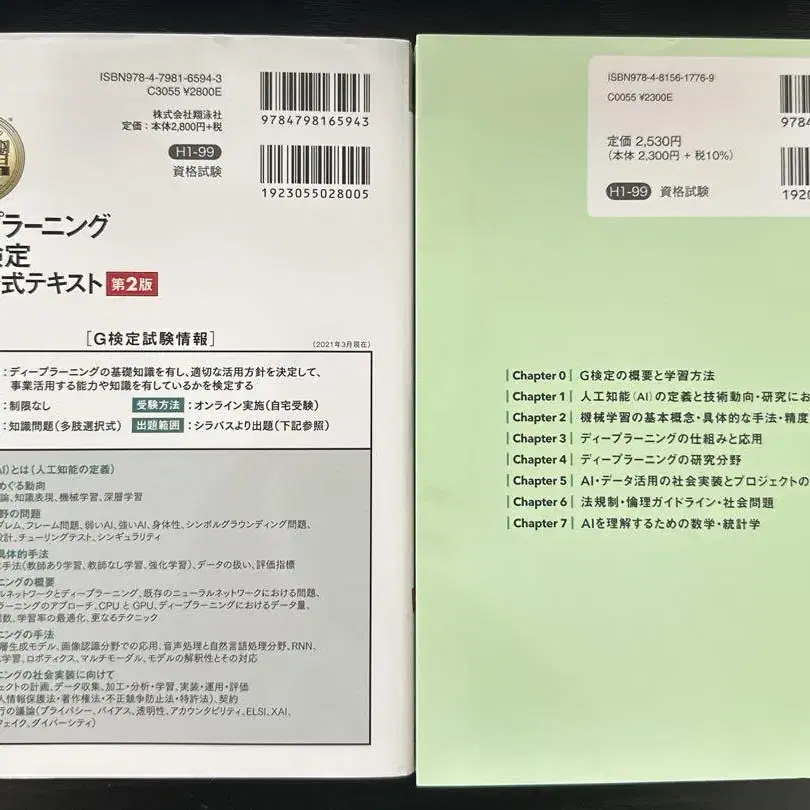 ISBN978-4-7981-6594-3
C3055 ¥2800E
株式会社翔泳社
定価：本体2,800円+税
9784798165943
H1-99
資格試験
1923055028005
プラーニング
検定
式テキスト 第2版
［G検定試験情報］
（2021年3月現在）
：ディープラーニングの基礎知識を有し、適切な活用方針を決定して、
事業活用する能力や知識を有しているかを検定する
：制限なし 受験方法：オンライン実施（自宅受験）
：知識問題（多肢選択式） 出題範囲：シラバスより出題（下記参照）
AI）とは（人工知能の定義）
めぐる動向
論、知識表現、機械学習、深層学習
野の問題
ブレム、フレーム問題、弱いAI、強いAI、身体性、シンボルグラウンディング問題、
設計、チューリングテスト、シンギュラリティ
具体的手法
手法（教師あり学習、教師なし学習、強化学習）、データの扱い、評価指標
ニングの概要
ルネットワークとディープラーニング、既存のニューラルネットワークにおける問題、
ラーニングのアプローチ、CPU と GPU、ディープラーニングにおけるデータ量、
関数、学習率の最適化、更なるテクニック
ニングの手法
層生成モデル、画像認識分野での応用、音声処理と自然言語処理分野、RNN、
化学習、ロボティクス、マルチモーダル、モデルの解釈性とその対応
ニングの社会実装に向けて
ェクトの計画、データ収集、加工・分析・学習、実装・運用・評価
人情報保護法・著作権法・不正競争防止法・特許法）、契約
行の議論（プライバシー、バイアス、透明性、アカウンタビリティ、ELSI、XAI、
フェイク、ダイバーシティ）
ISBN978-4-8156-1776-9
C0055 ¥2300E
定価 2,530円
（本体 2,300円 + 税10%）
H1-99 資格試験
9784
1920
Chapter 0｜G検定の概要と学習方法
Chapter 1｜人工知能（AI）の定義と技術動向・研究にお
Chapter 2｜機械学習の基本概念・具体的な手法・精度
Chapter 3｜ディープラーニングの仕組みと応用
Chapter 4｜ディープラーニングの研究分野
Chapter 5｜AI・データ活用の社会実装とプロジェクトの
Chapter 6｜法規制・倫理ガイドライン・社会問題
Chapter 7｜AIを理解するための数学・統計学